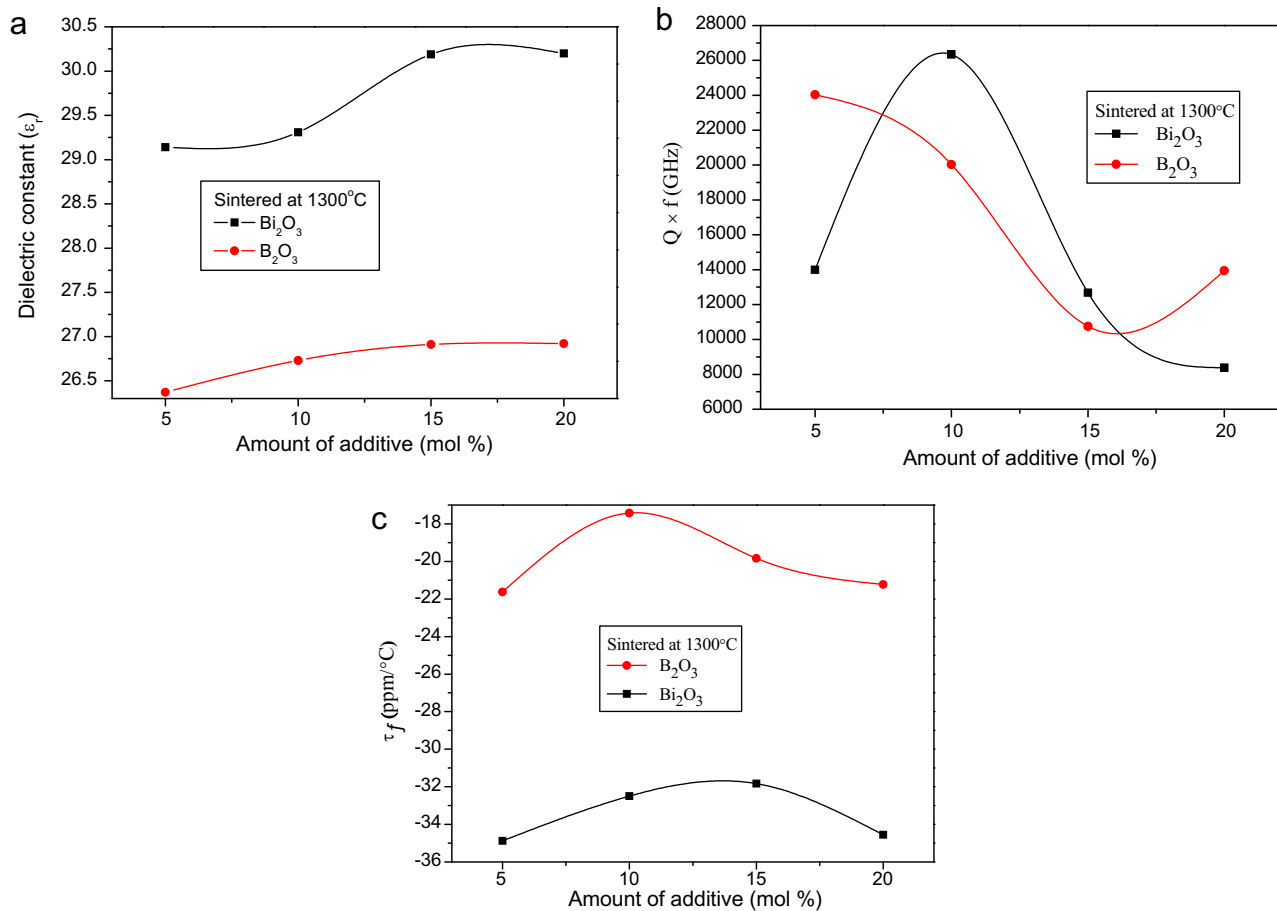 a
30.5
30.0
29.5
29.0
28.5
28.0
27.5
27.0
26.5
Dielectric constant (εr)
Sintered at 1300°C
Bi2O3
B2O3
5 10 15 20
Amount of additive (mol %)
b
28000
26000
24000
22000
20000
18000
16000
14000
12000
10000
8000
6000
Q × f (GHz)
Sintered at 1300°C
Bi2O3
B2O3
5 10 15 20
Amount of additive (mol %)
c
-18
-20
-22
-24
-26
-28
-30
-32
-34
-36
τf (ppm/°C)
Sintered at 1300°C
B2O3
Bi2O3
5 10 15 20
Amount of additive (mol %)